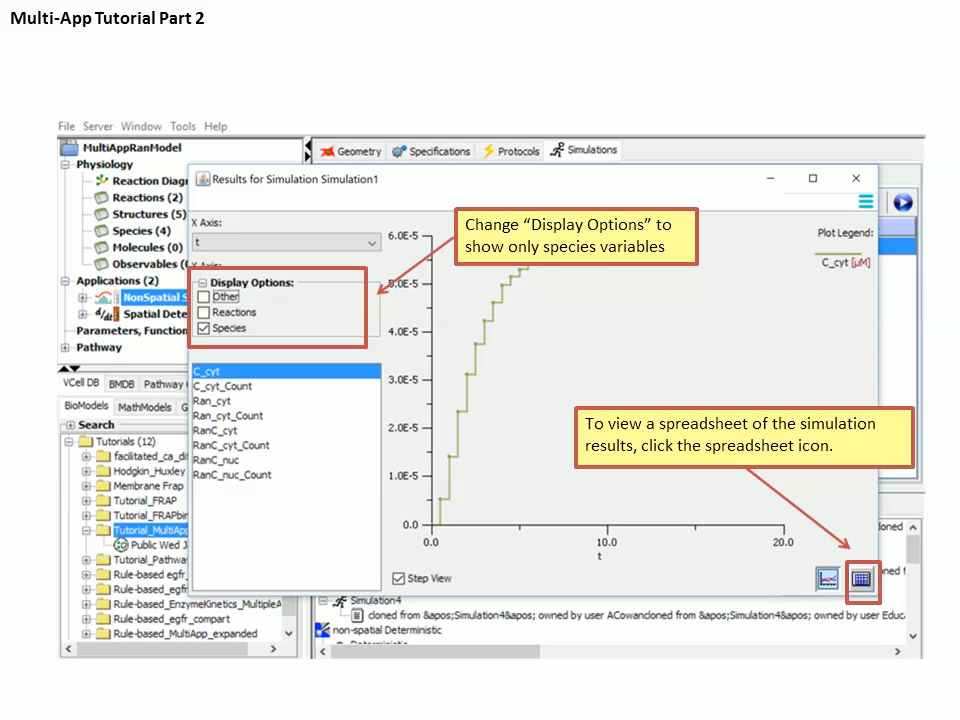 Multi-App Tutorial Part 2
File Server Window Tools Help
MultiAppRanModel
Physiology
Reaction Diagr
Reactions (2)
Structures (5)
Species (4)
Molecules (0)
Observables (
Applications (2)
NonSpatial S
Spatial Dete
Parameters, Function
Pathway
VCell DB BMDB Pathway
BioModels MathModels G
Search
Tutorials (12)
facilitated_ca_di
Hodgkin_Huxley
Membrane Frap
Tutorial_FRAP
Tutorial_FRAPbin
Tutorial_MultiApp
Public Wed J
Tutorial_Pathwa
Rule-based egfr_
Rule-based_egfr
Rule-based_EnzymeKinetics_MultipleA
Rule-based_egfr_compart
Rule-based_MultiApp_expanded
Geometry Specifications Protocols Simulations
Results for Simulation Simulation1
X Axis:
t
Y Axis:
Display Options:
Other
Reactions
Species
C_cyt
C_cyt_Count
Ran_cyt
Ran_cyt_Count
RanC_cyt
RanC_cyt_Count
RanC_nuc
RanC_nuc_Count
Change “Display Options” to
show only species variables
Plot Legend:
C_cyt [µM]
6.0E-5
5.0E-5
4.0E-5
3.0E-5
2.0E-5
1.0E-5
0.0
0.0 10.0 20.0
t
To view a spreadsheet of the simulation
results, click the spreadsheet icon.
Step View
Simulation4
cloned from &apos;Simulation4&apos; owned by user ACowancloned from &apos;Simulation4&apos; owned by user Educ
non-spatial Deterministic